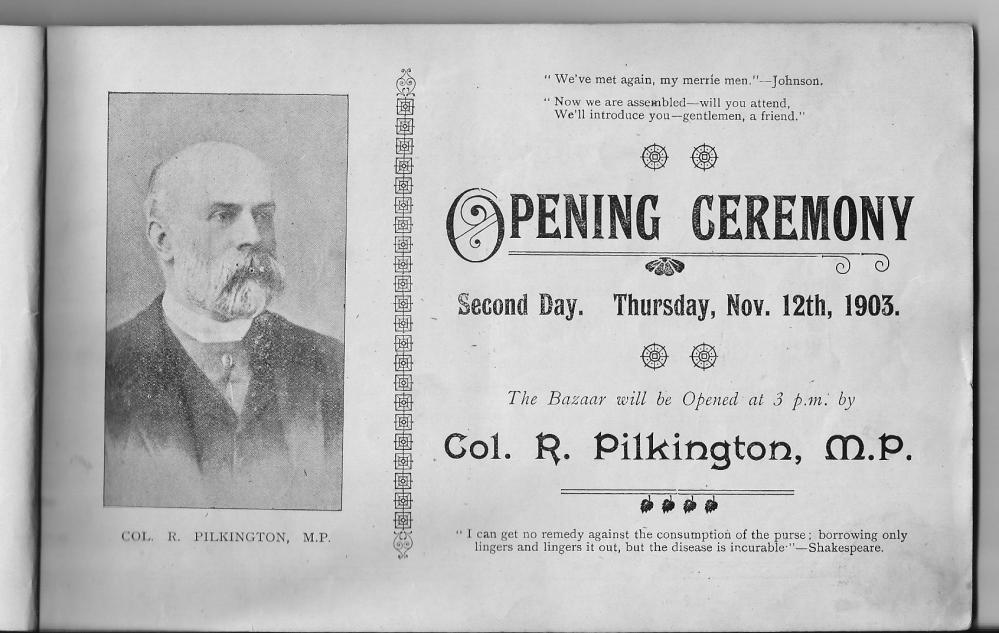 COL. R. PILKINGTON, M.P.
" We've met again, my merrie men."—Johnson.
" Now we are assembled—will you attend,
We'll introduce you—gentlemen, a friend."
OPENING CEREMONY
Second Day. Thursday, Nov. 12th, 1903.
The Bazaar will be Opened at 3 p.m. by
Col. R. Pilkington, M.P.
" I can get no remedy against the consumption of the purse ; borrowing only
lingers and lingers it out, but the disease is incurable "—Shakespeare.